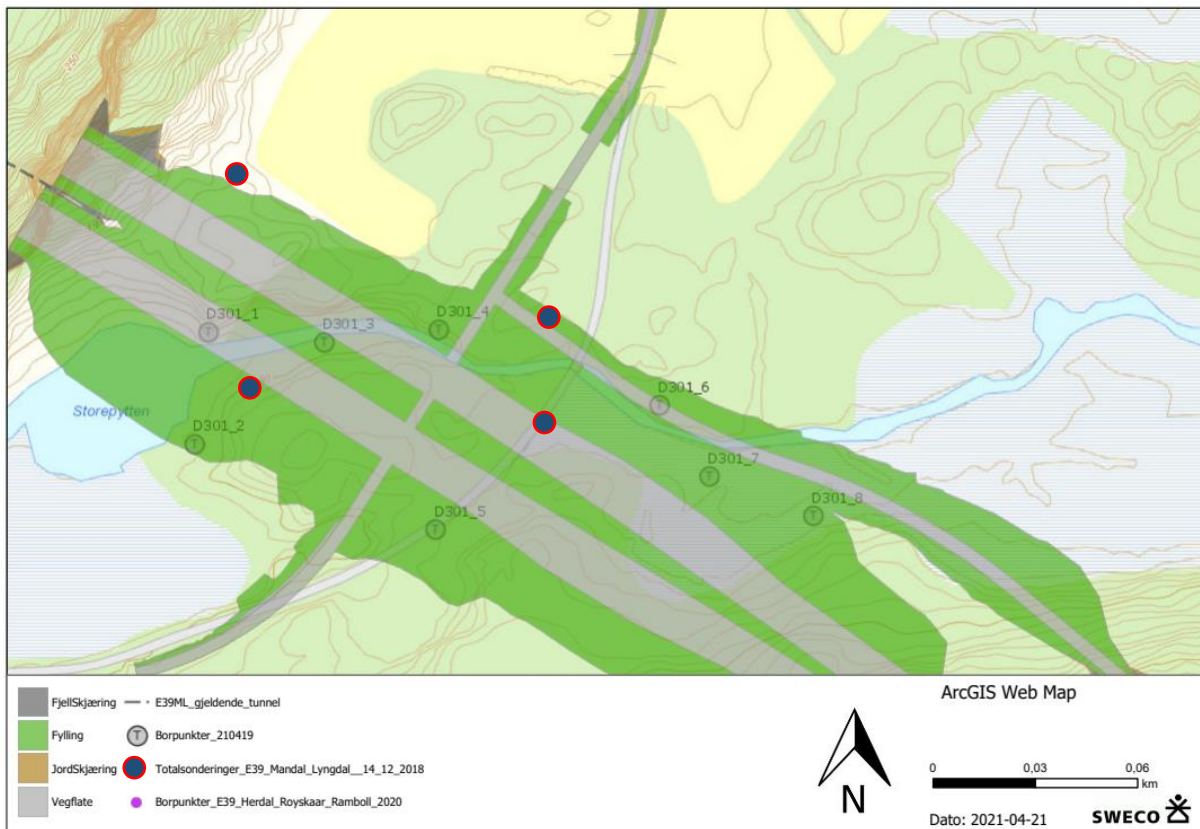 250
D301_1
D301_3
D301_4
D301_6
Storepytten
D301_2
D301_7
D301_8
D301_5
FjellSkjæring
E39ML_gjeldende_tunnel
Fylling
T Borpunkter_210419
JordSkjæring
Totalsonderinger_E39_Mandal_Lyngdal__14_12_2018
Vegflate
Borpunkter_E39_Herdal_Royskaar_Ramboll_2020
ArcGIS Web Map
N
0 0,03 0,06
km
Dato: 2021-04-21
SWECO